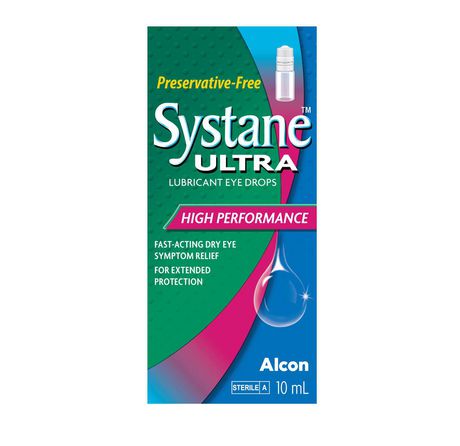 Preservative-Free
Systane™
ULTRA
LUBRICANT EYE DROPS
HIGH PERFORMANCE
FAST-ACTING DRY EYE
SYMPTOM RELIEF
FOR EXTENDED
PROTECTION
Alcon
STERILE A 10 mL